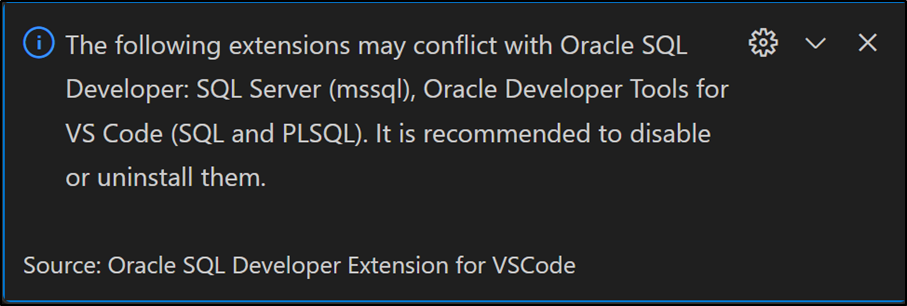 The following extensions may conflict with Oracle SQL
Developer: SQL Server (mssql), Oracle Developer Tools for
VS Code (SQL and PLSQL). It is recommended to disable
or uninstall them.
Source: Oracle SQL Developer Extension for VSCode